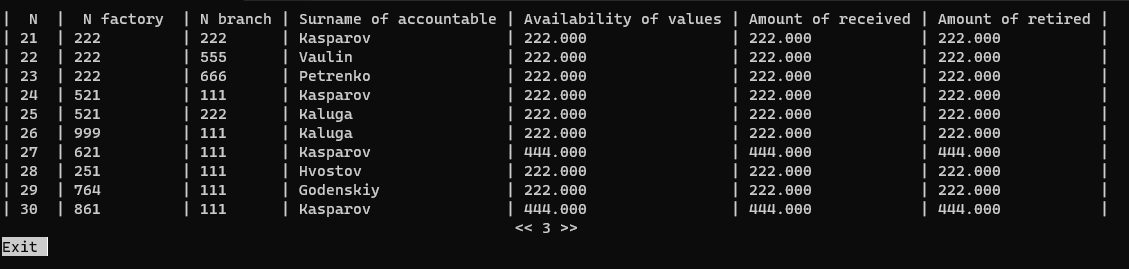 |  N  |  N factory  | N branch | Surname of accountable | Availability of values | Amount of received | Amount of retired |
| 21  | 222         | 222      | Kasparov               | 222.000                | 222.000            | 222.000           |
| 22  | 222         | 555      | Vaulin                 | 222.000                | 222.000            | 222.000           |
| 23  | 222         | 666      | Petrenko               | 222.000                | 222.000            | 222.000           |
| 24  | 521         | 111      | Kasparov               | 222.000                | 222.000            | 222.000           |
| 25  | 521         | 222      | Kaluga                 | 222.000                | 222.000            | 222.000           |
| 26  | 999         | 111      | Kaluga                 | 222.000                | 222.000            | 222.000           |
| 27  | 621         | 111      | Kasparov               | 444.000                | 444.000            | 444.000           |
| 28  | 251         | 111      | Hvostov                | 222.000                | 222.000            | 222.000           |
| 29  | 764         | 111      | Godenskiy              | 222.000                | 222.000            | 222.000           |
| 30  | 861         | 111      | Kasparov               | 444.000                | 444.000            | 444.000           |
<< 3 >>
Exit